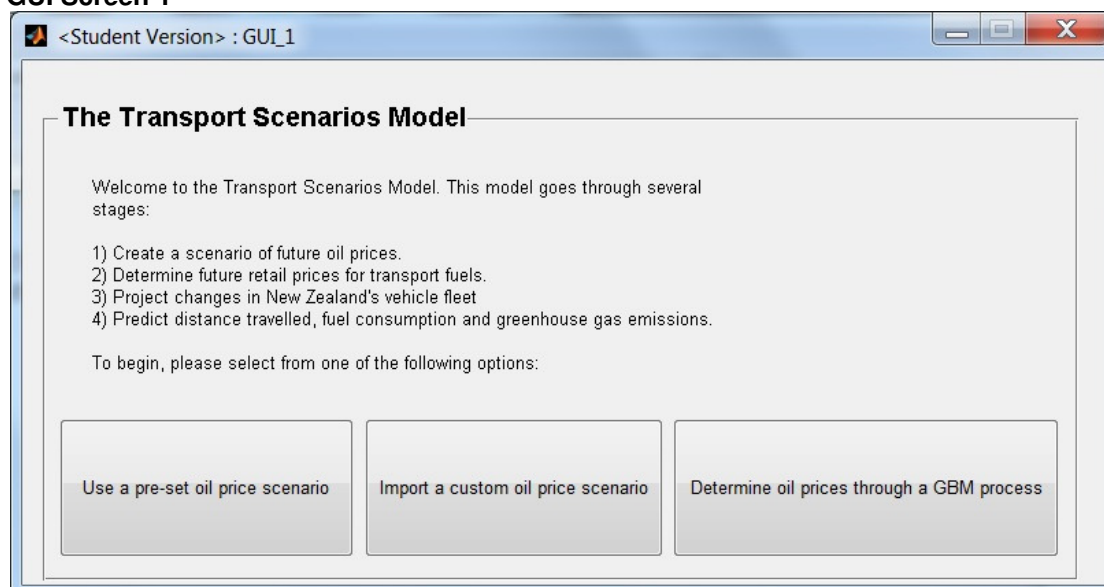 GUI Screen 1
<Student Version> : GUI_1
The Transport Scenarios Model
Welcome to the Transport Scenarios Model. This model goes through several
stages:
1) Create a scenario of future oil prices.
2) Determine future retail prices for transport fuels.
3) Project changes in New Zealand's vehicle fleet
4) Predict distance travelled, fuel consumption and greenhouse gas emissions.
To begin, please select from one of the following options:
Use a pre-set oil price scenario
Import a custom oil price scenario
Determine oil prices through a GBM process